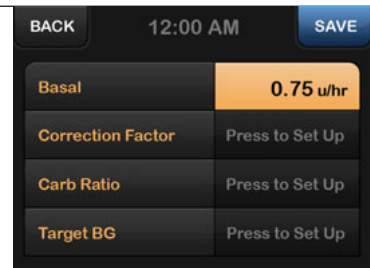 BACK 12:00 AM SAVE
Basal 0.75 u/hr
Correction Factor Press to Set Up
Carb Ratio Press to Set Up
Target BG Press to Set Up